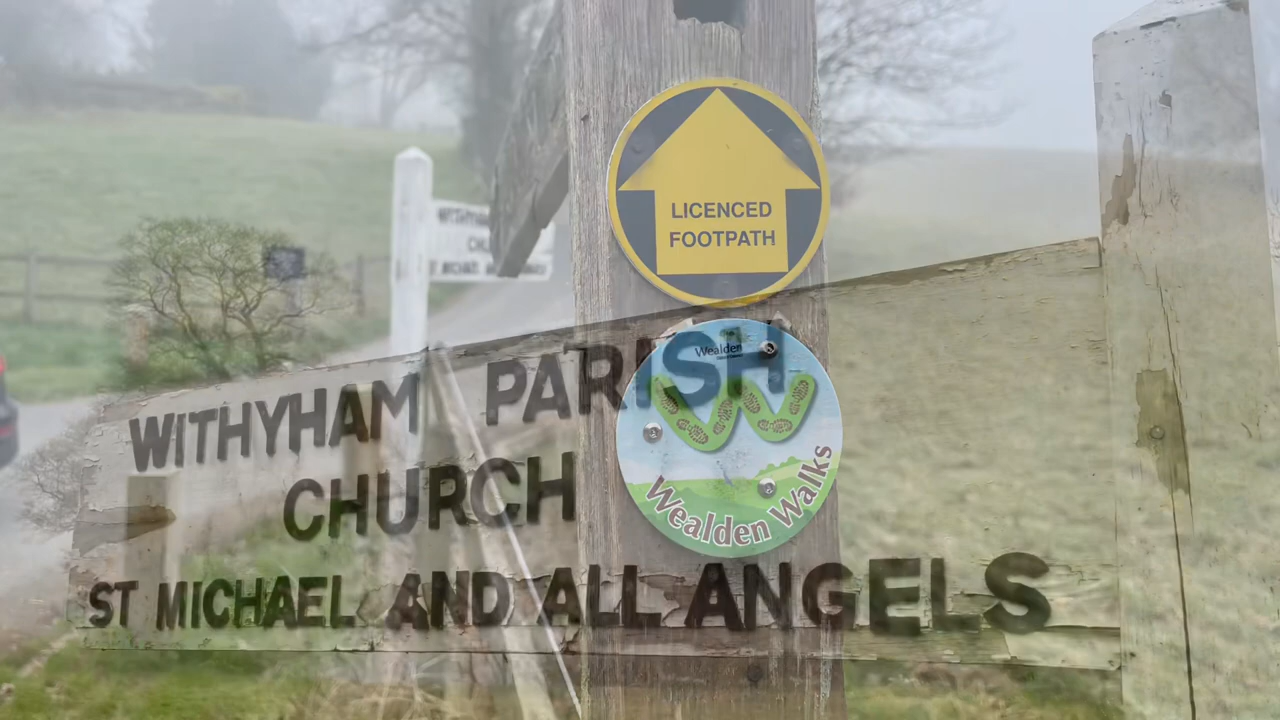 LICENCED
FOOTPATH
Wealden
Wealden Walks
WITHYHAM PARISH
CHURCH
ST MICHAEL AND ALL ANGELS